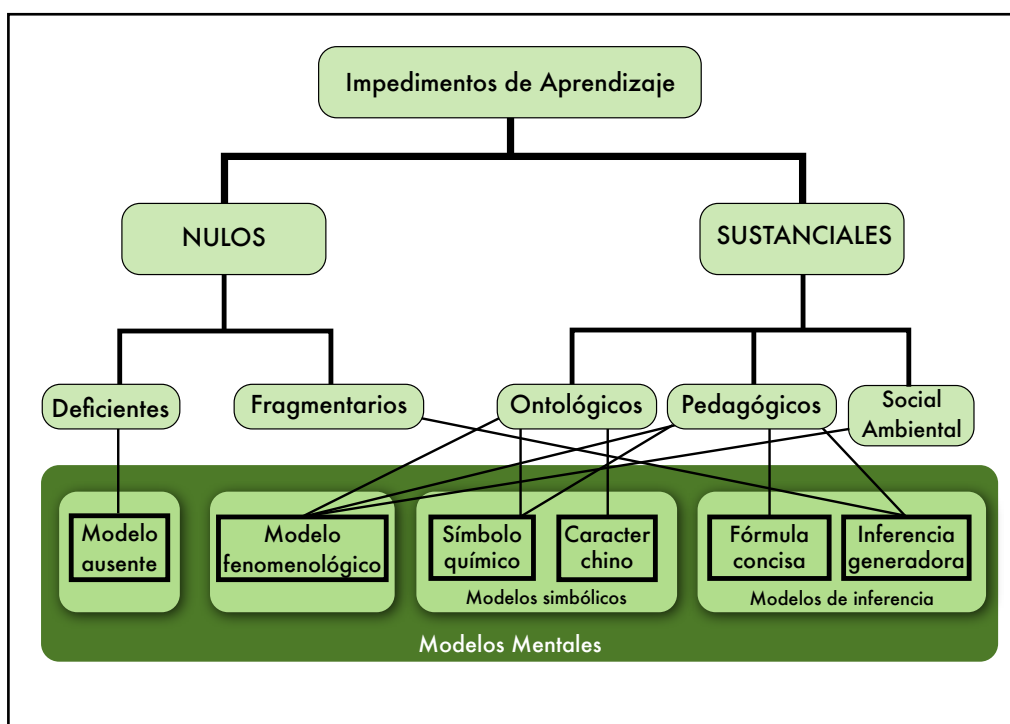 Impedimentos de Aprendizaje
NULOS
SUSTANCIALES
Deficientes
Fragmentarios
Ontológicos
Pedagógicos
Social
Ambiental
Modelo
ausente
Modelo
fenomenológico
Símbolo
químico
Caracter
chino
Modelos simbólicos
Fórmula
concisa
Inferencia
generadora
Modelos de inferencia
Modelos Mentales